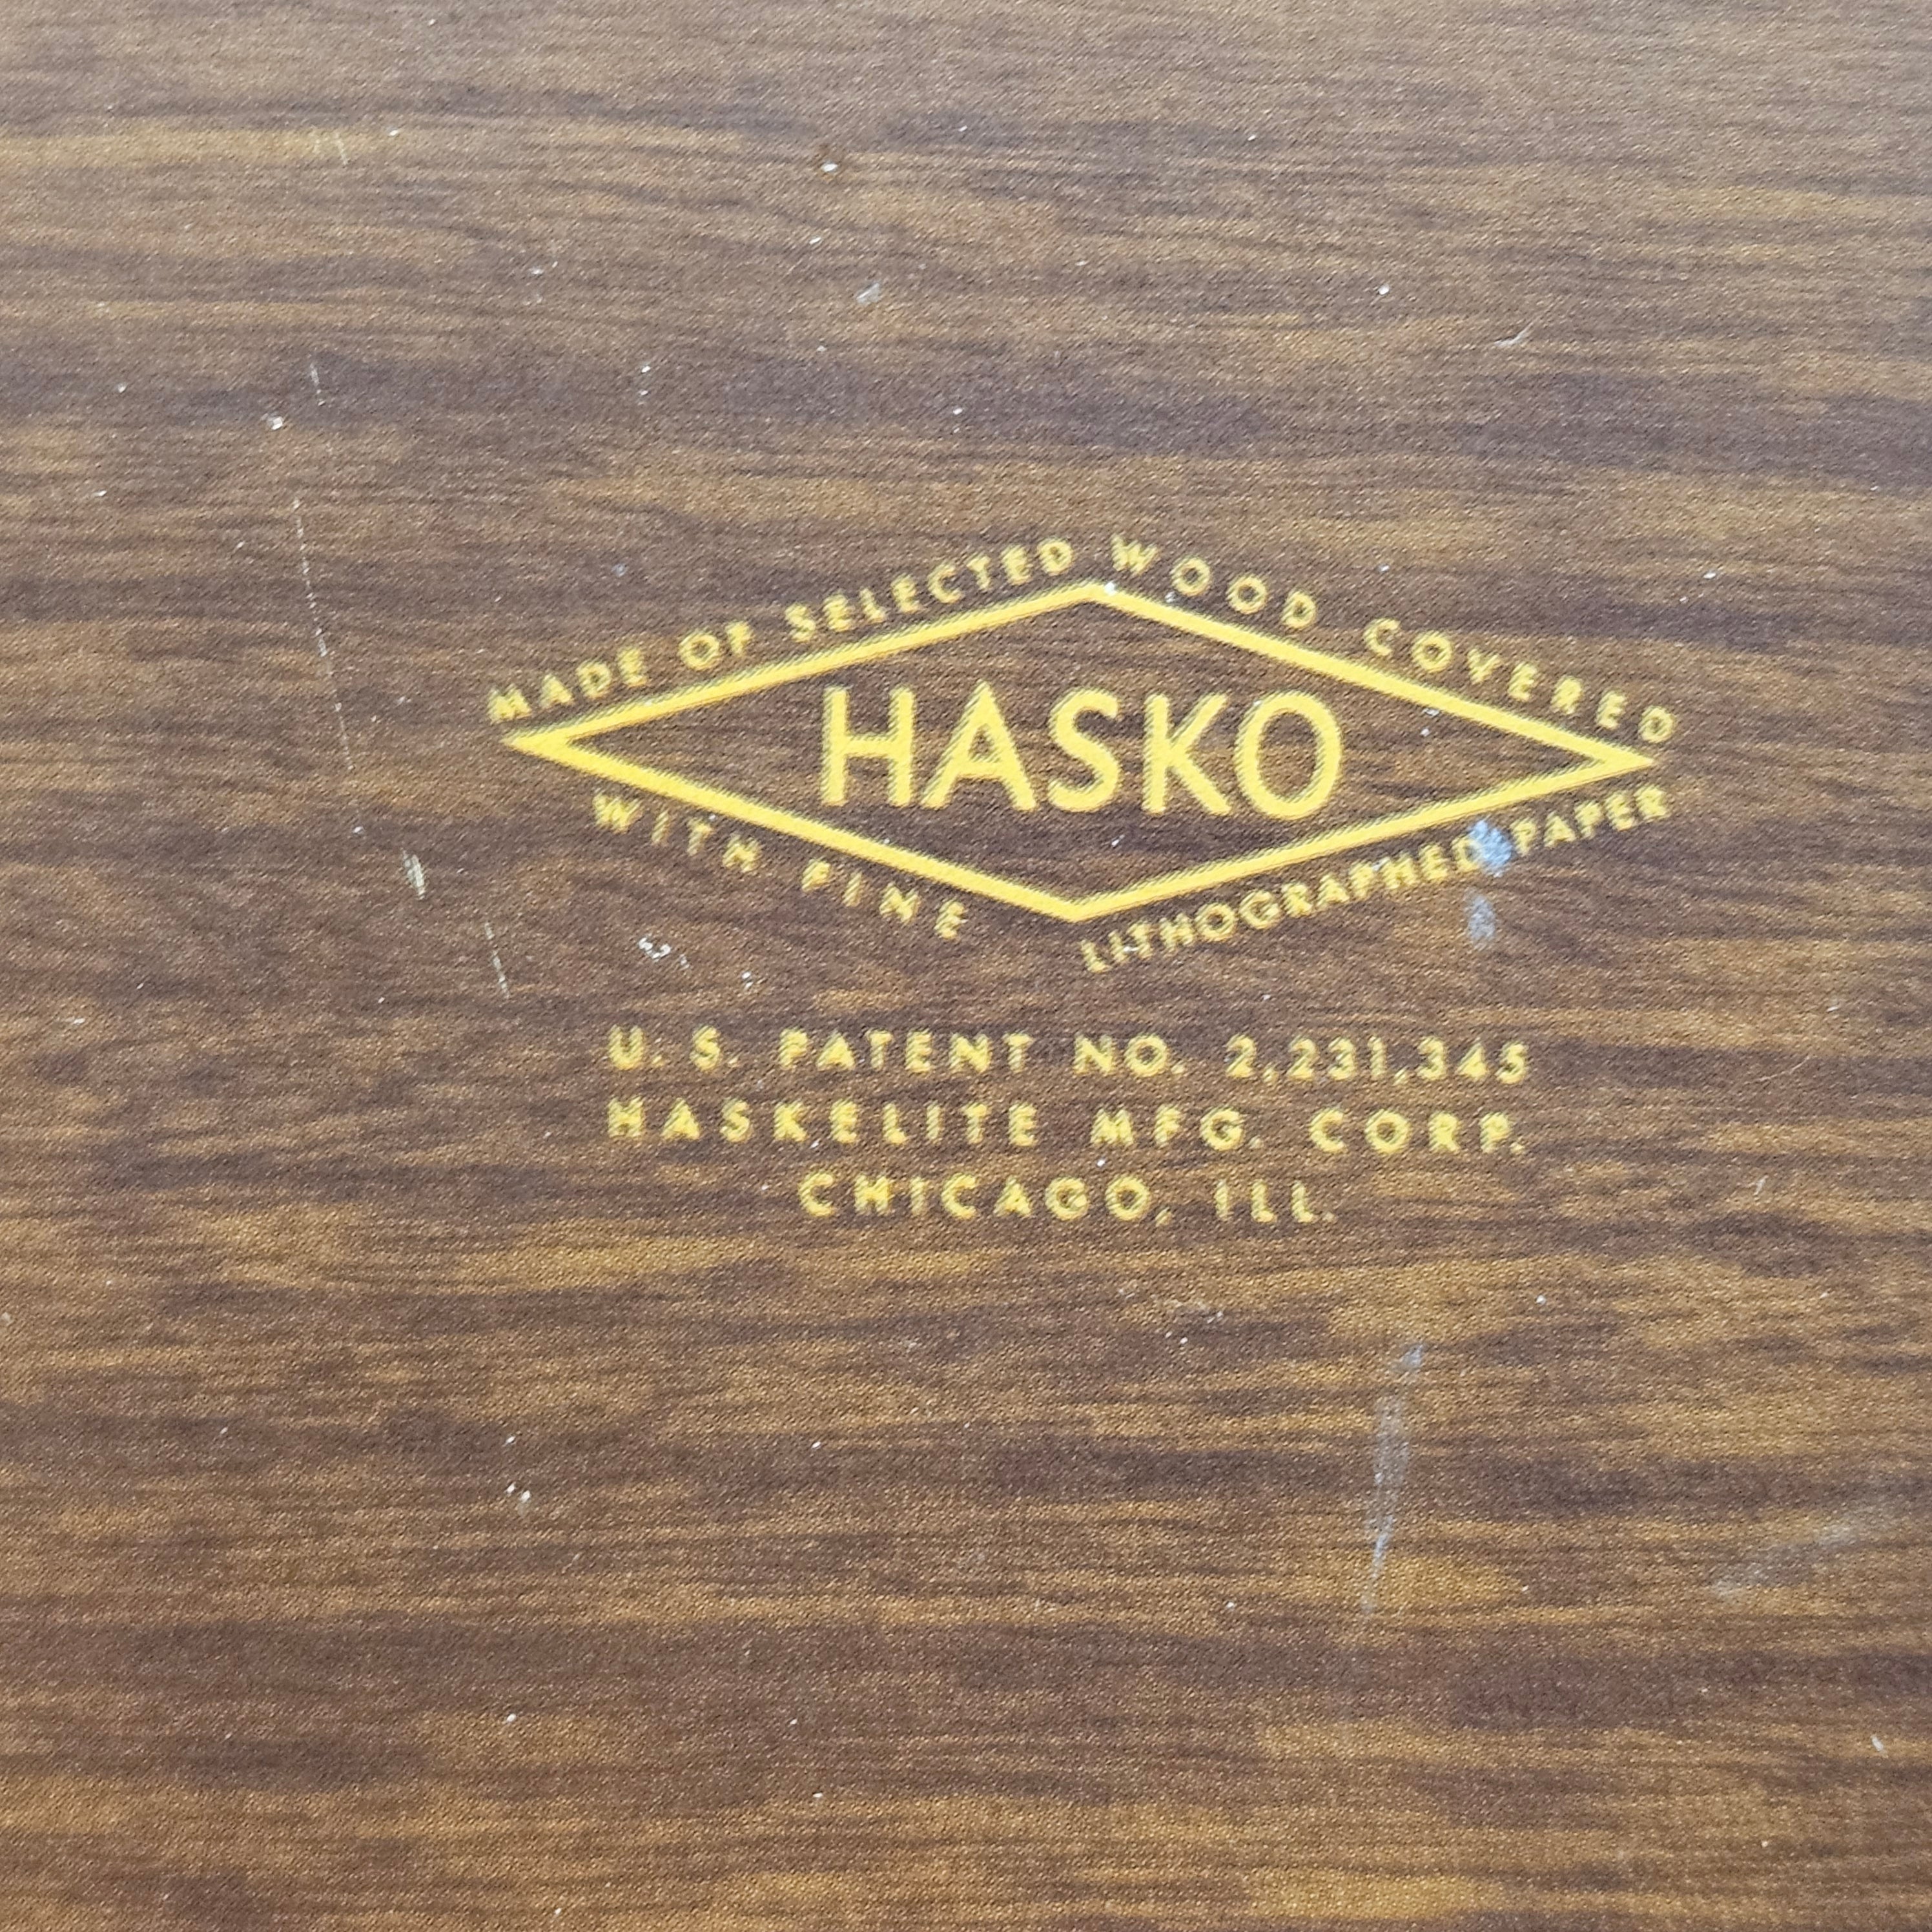 MADE OF SELECTED WOOD COVERED
HASKO
WITH FINE LITHOGRAPHED PAPER
U. S. PATENT NO. 2,231,345
HASKELITE MFG. CORP.
CHICAGO, ILL.